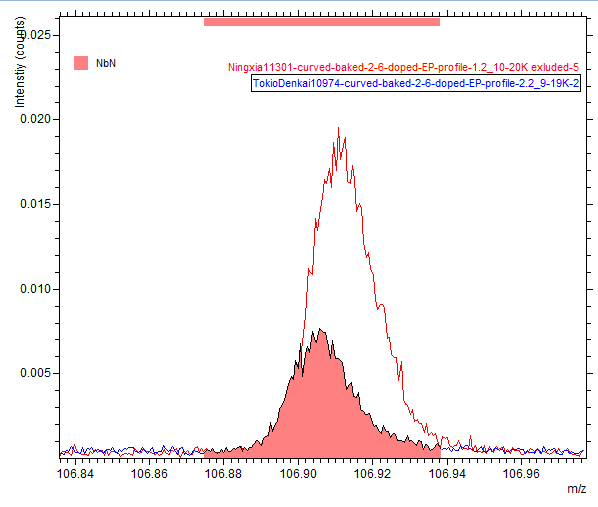 0.025
Ningxia11301-curved-baked-2-6-doped-EP-profile-1.2_10-20K exluded-5
NbN
TokioDenkai10974-curved-baked-2-6-doped-EP-profile-2.2_9-19K-2
Intenstiy (counts)
0.020
0.015
0.010
0.005
106.84 106.86 106.88 106.90 106.92 106.94 106.96
m/z